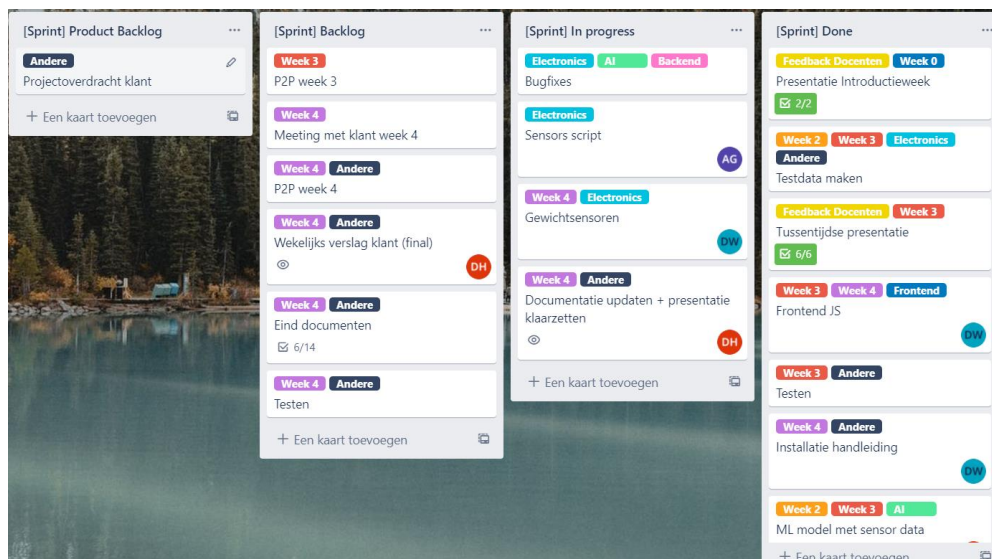 [Sprint] Product Backlog
Andere
Projectoverdracht klant
+ Een kaart toevoegen
[Sprint] Backlog
Week 3
P2P week 3
Week 4
Meeting met klant week 4
Week 4 Andere
P2P week 4
Week 4 Andere
Wekelijks verslag klant (final)
DH
Week 4 Andere
Eind documenten
6/14
Week 4 Andere
Testen
+ Een kaart toevoegen
[Sprint] In progress
Electronics AI Backend
Bugfixes
Electronics
Sensors script
AG
Week 4 Electronics
Gewichtsensoren
DW
Week 4 Andere
Documentatie updaten + presentatie
klaarzetten
DH
+ Een kaart toevoegen
[Sprint] Done
Feedback Docenten Week 0
Presentatie Introductieweek
2/2
Week 2 Week 3 Electronics
Andere
Testdata maken
Feedback Docenten Week 3
Tussentijdse presentatie
6/6
Week 3 Week 4 Frontend
Frontend JS
DW
Week 3 Andere
Testen
Week 4 Andere
Installatie handleiding
DW
Week 2 Week 3 AI
ML model met sensor data
+ Een kaart toevoegen